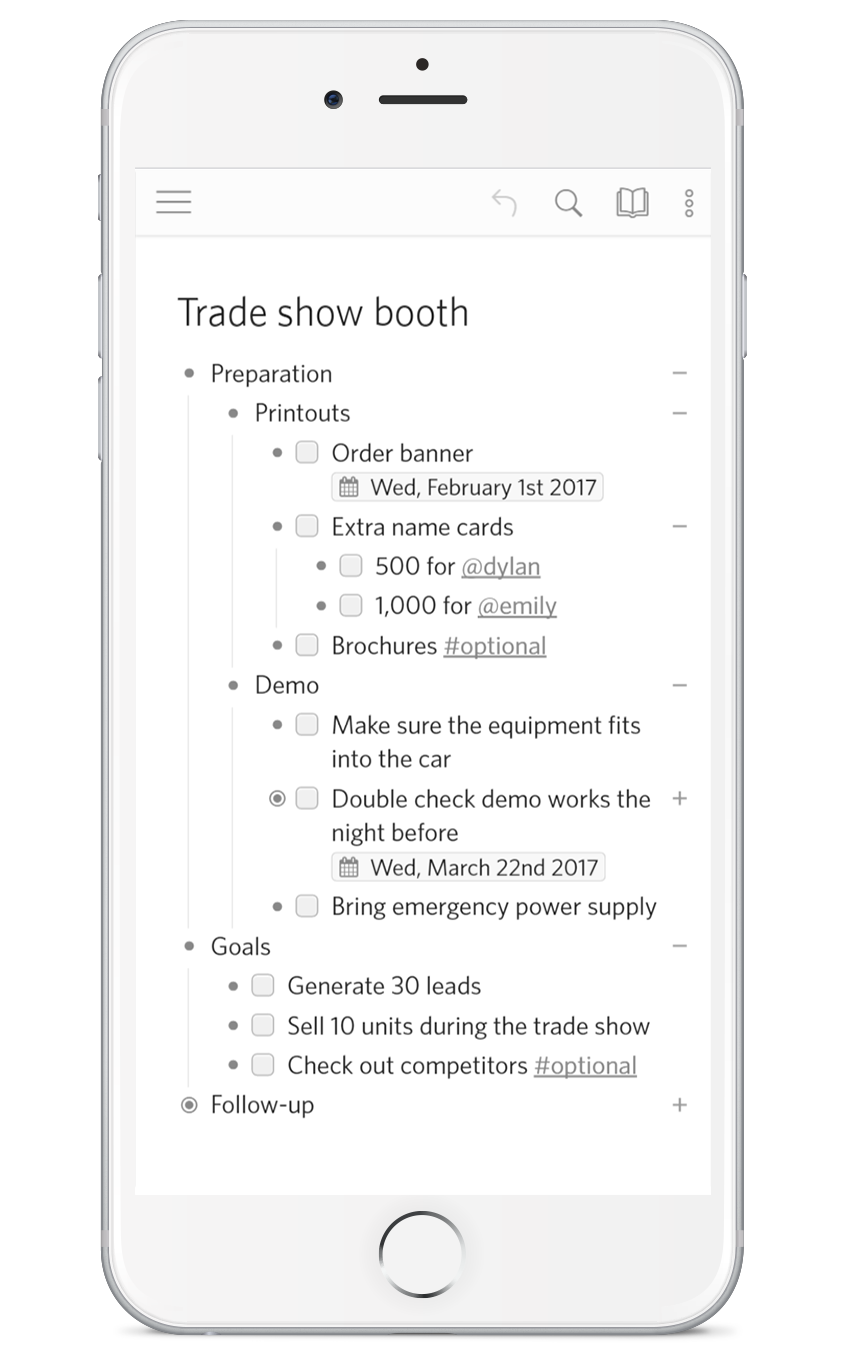 Trade show booth
Preparation
Printouts
Order banner
Wed, February 1st 2017
Extra name cards
500 for @dylan
1,000 for @emily
Brochures #optional
Demo
Make sure the equipment fits
into the car
Double check demo works the
night before
Wed, March 22nd 2017
Bring emergency power supply
Goals
Generate 30 leads
Sell 10 units during the trade show
Check out competitors #optional
Follow-up